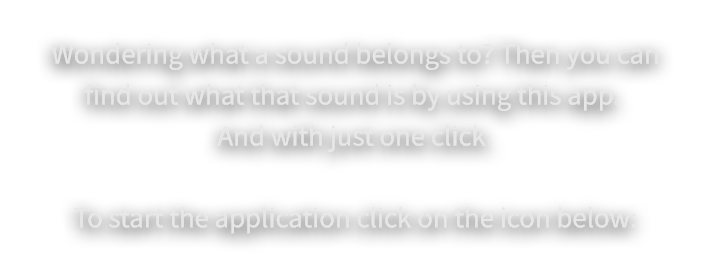 Wondering what a sound belongs to? Then you can
find out what that sound is by using this app.
And with just one click.
To start the application click on the icon below.